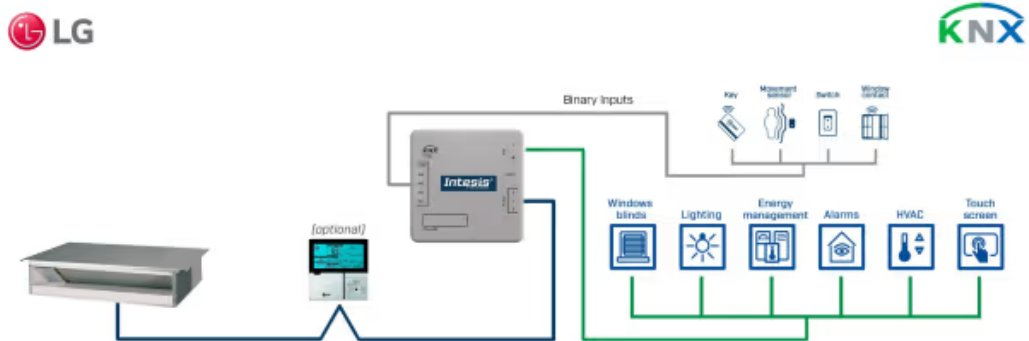 LG
KNX
Binary Inputs
Key
Movement
sensor
Switch
Window
contact
Intesis
(optional)
Windows
blinds
Lighting
Energy
management
Alarms
HVAC
Touch
screen